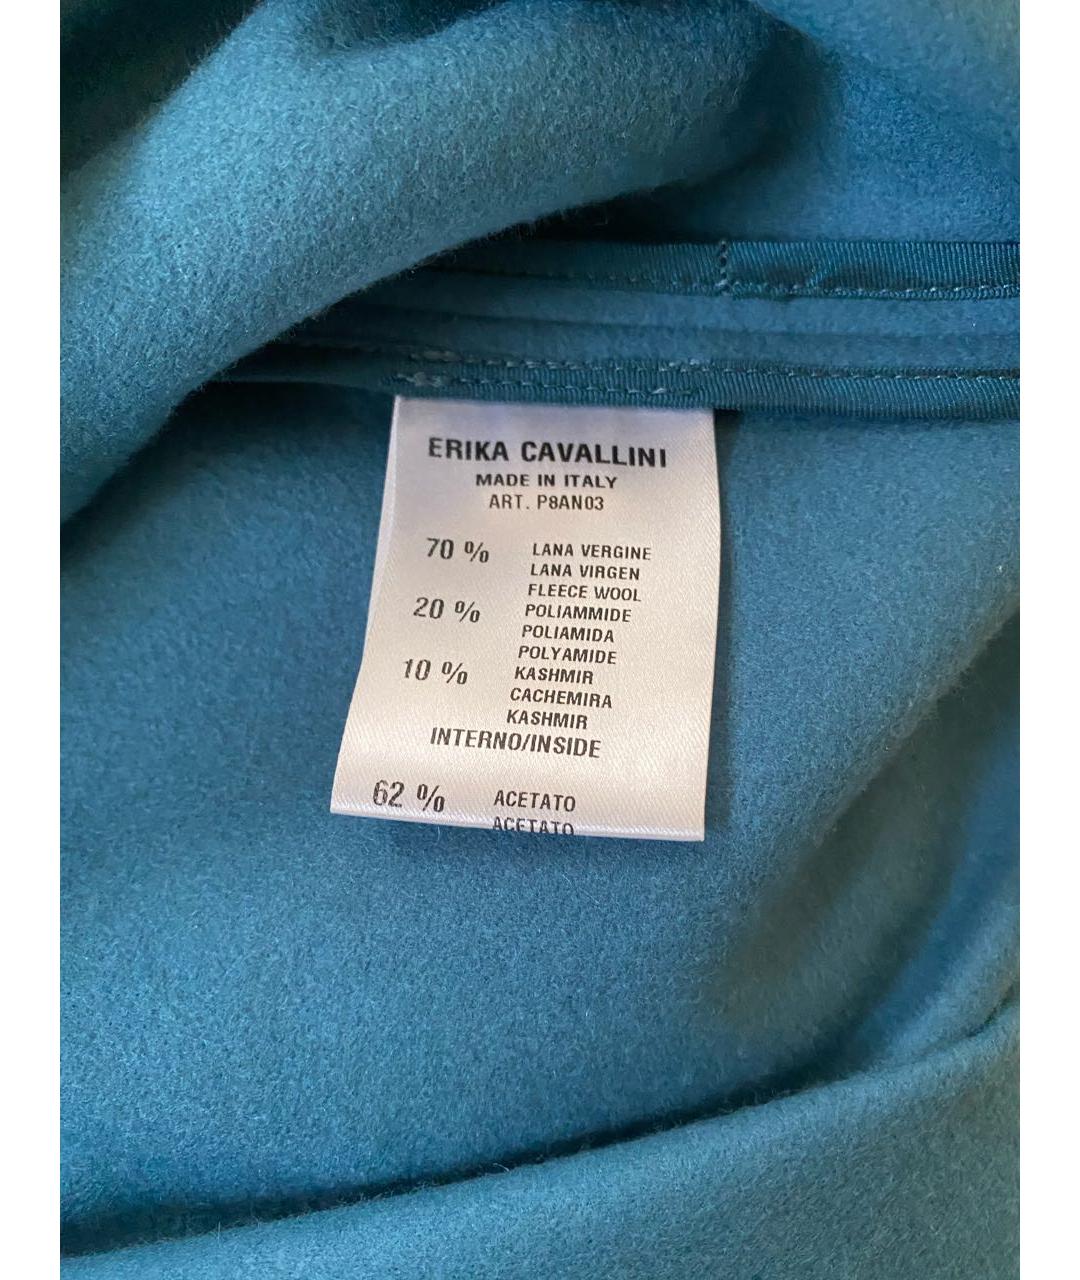 ERIKA CAVALLINI
MADE IN ITALY
ART. P8AN03
70 % LANA VERGINE
LANA VIRGEN
FLEECE WOOL
20 % POLIAMMIDE
POLIAMIDA
POLYAMIDE
10 % KASHMIR
CACHEMIRA
KASHMIR
INTERNO/INSIDE
62 % ACETATO
ACETATO